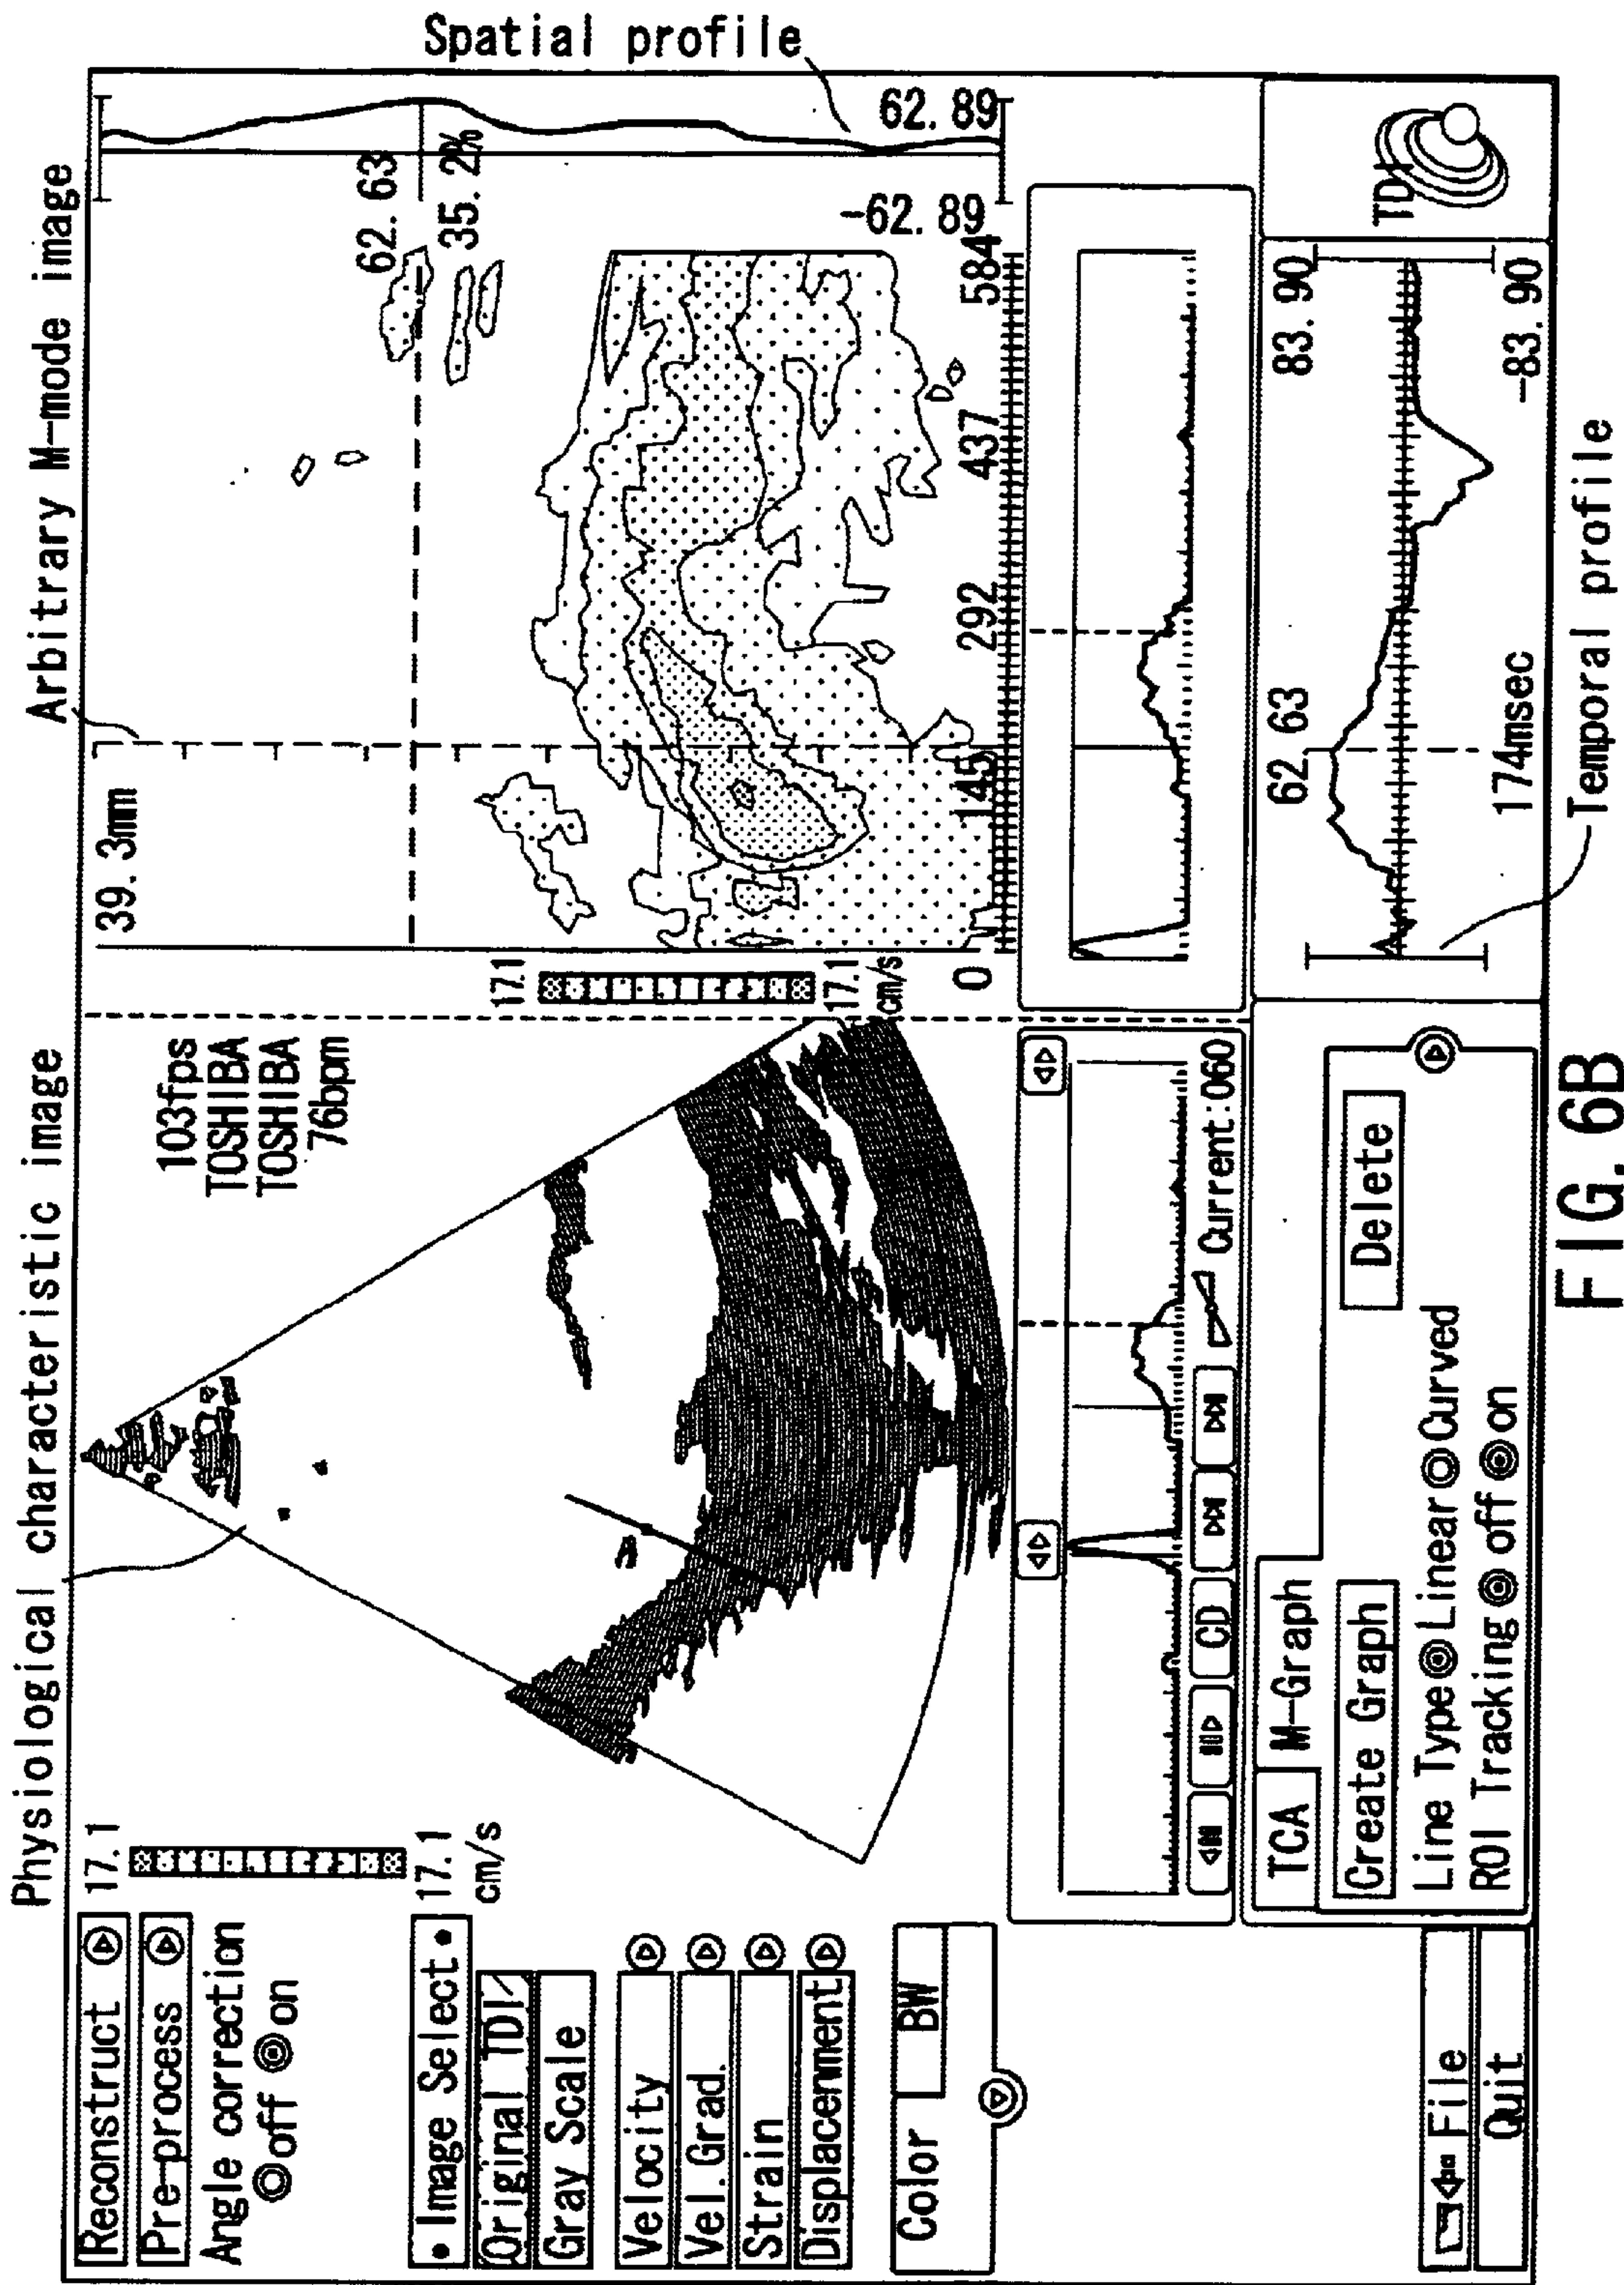 Physiological characteristic image
Arbitrary M-mode image
Spatial profile
Reconstruct
Pre-process
Angle correction
off on
17.1
17.1
cm/s
103fps
TOSHIBA
TOSHIBA
76bpm
39.3mm
62.63
35.2%
-62.89
62.89
17.1
17.1
cm/s
0
145
292
437
584
Image Select
Original TDI
Gray Scale
Velocity
Vel.Grad.
Strain
Displacenment
Color
BW
CD
Current:060
TCA
M-Graph
Create Graph
Delete
Line Type Linear Curved
ROI Tracking off on
62 63
83.90
-83.90
174msec
TDI
File
Quit
Temporal profile
FIG. 6B